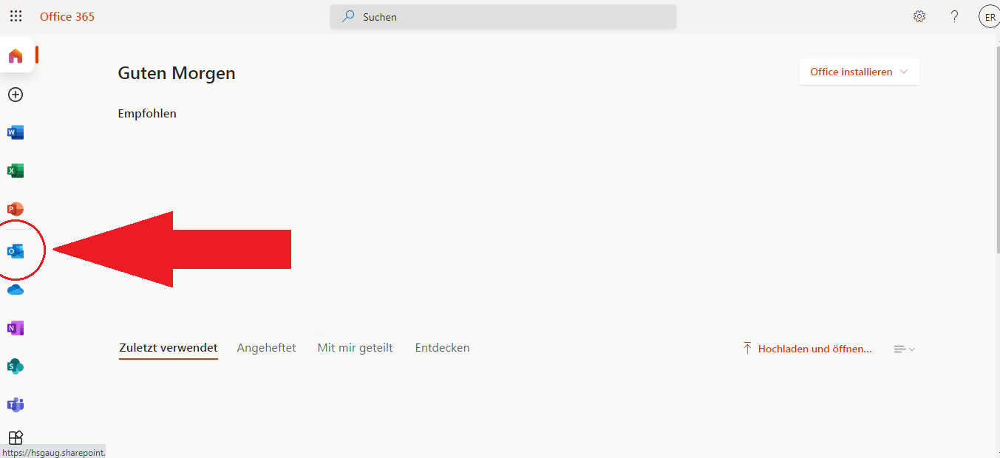 Office 365
Suchen
?
ER
Guten Morgen
Office installieren
Empfohlen
W
X
P
O
N
Zuletzt verwendet Angeheftet Mit mir geteilt Entdecken
Hochladen und öffnen...
S
T
https://hsgaug.sharepoint.